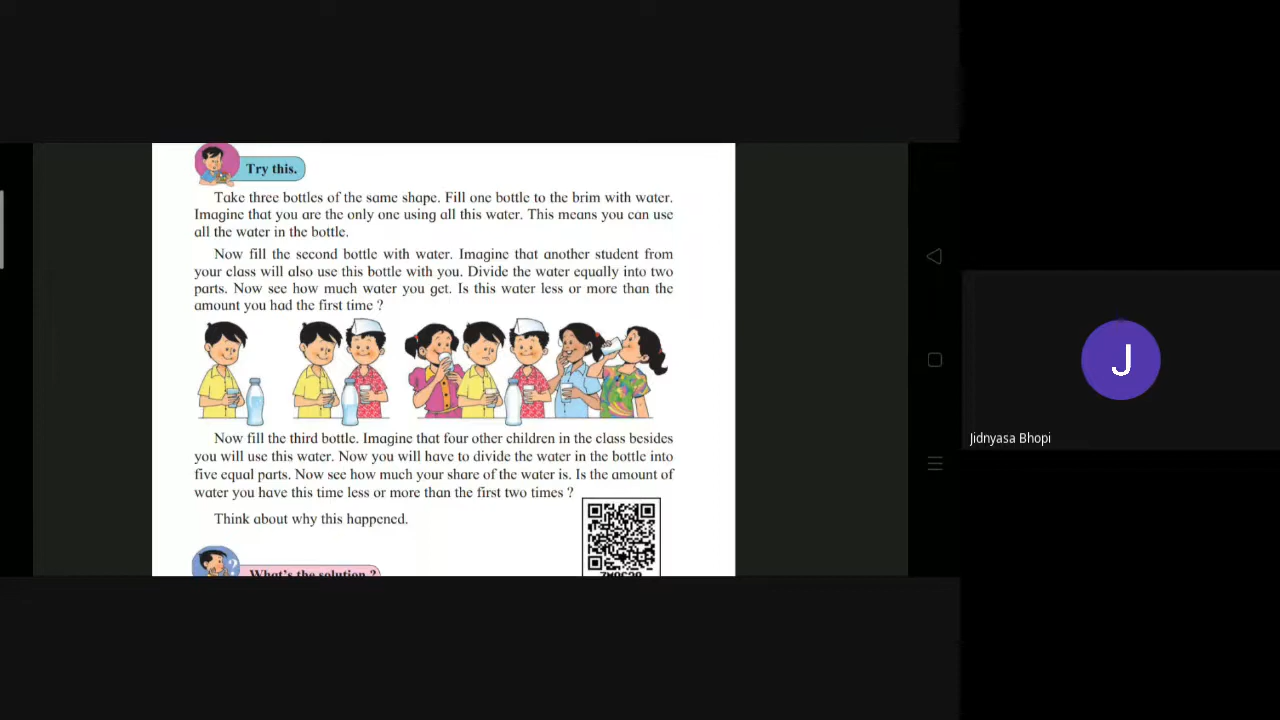 Try this.
Take three bottles of the same shape. Fill one bottle to the brim with water.
Imagine that you are the only one using all this water. This means you can use
all the water in the bottle.
Now fill the second bottle with water. Imagine that another student from
your class will also use this bottle with you. Divide the water equally into two
parts. Now see how much water you get. Is this water less or more than the
amount you had the first time ?
Now fill the third bottle. Imagine that four other children in the class besides
you will use this water. Now you will have to divide the water in the bottle into
five equal parts. Now see how much your share of the water is. Is the amount of
water you have this time less or more than the first two times ?
Think about why this happened.
What's the solution ?
J
Jidnyasa Bhopi